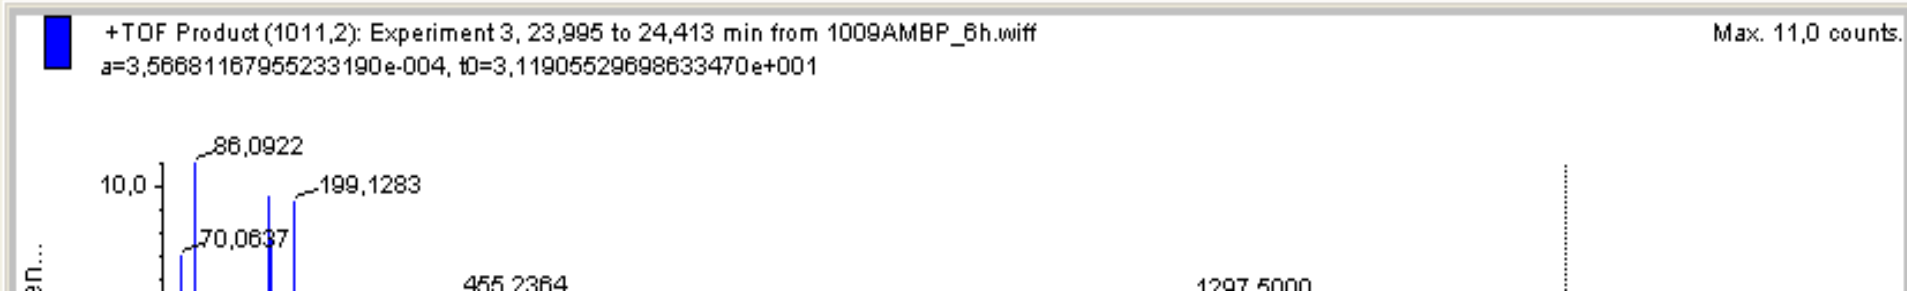 +TOF Product (1011,2): Experiment 3, 23,995 to 24,413 min from 1009AMBP_6h.wiff
Max. 11,0 counts.
a=3,56681167955233190e-004, t0=3,11905529698633470e+001
86,0922
10,0
199,1283
70,0637
455,2364
1297,5000
en...